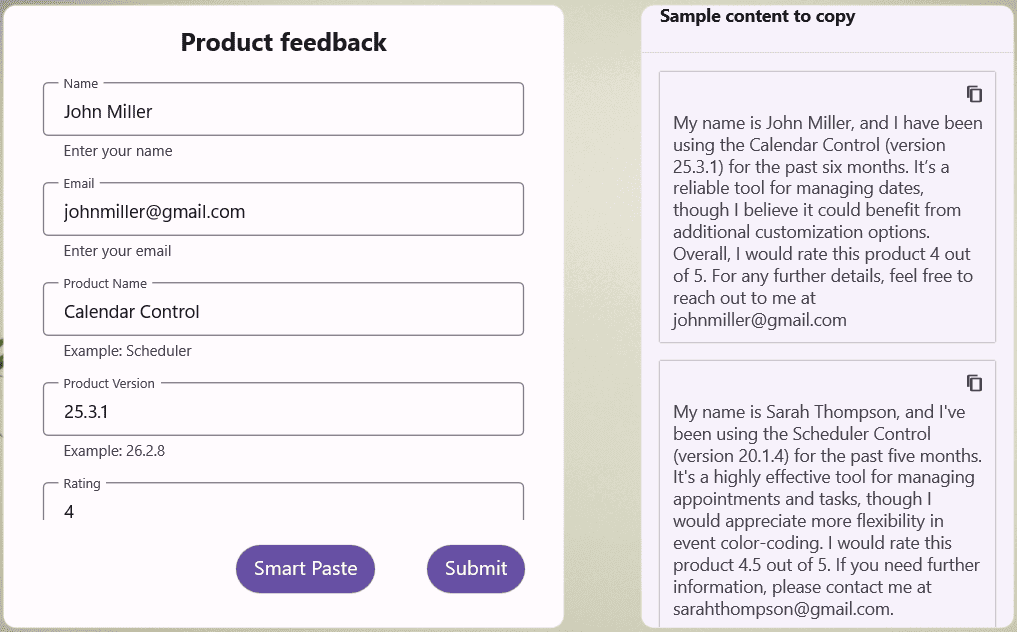 Product feedback
Name
John Miller
Enter your name
Email
johnmiller@gmail.com
Enter your email
Product Name
Calendar Control
Example: Scheduler
Product Version
25.3.1
Example: 26.2.8
Rating
4
Smart Paste
Submit
Sample content to copy
My name is John Miller, and I have been
using the Calendar Control (version
25.3.1) for the past six months. It’s a
reliable tool for managing dates,
though I believe it could benefit from
additional customization options.
Overall, I would rate this product 4 out
of 5. For any further details, feel free to
reach out to me at
johnmiller@gmail.com
My name is Sarah Thompson, and I've
been using the Scheduler Control
(version 20.1.4) for the past five months.
It's a highly effective tool for managing
appointments and tasks, though I
would appreciate more flexibility in
event color-coding. I would rate this
product 4.5 out of 5. If you need further
information, please contact me at
sarahthompson@gmail.com.